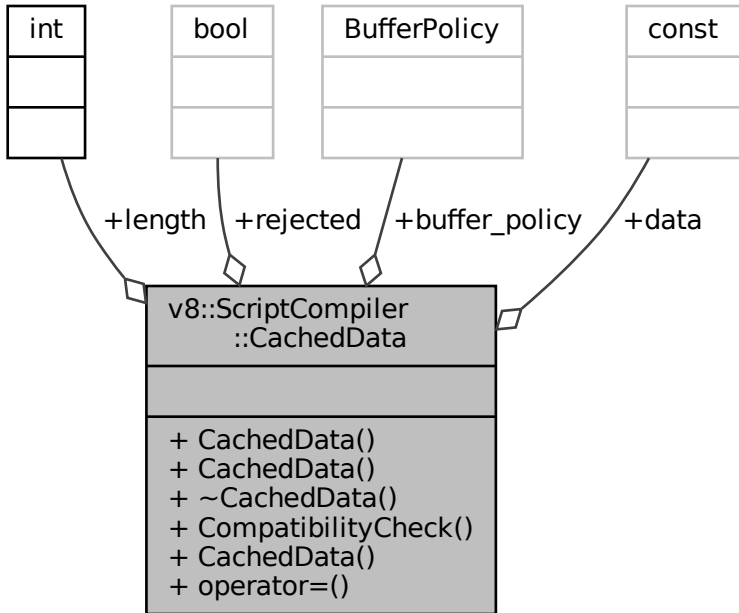 int
bool
BufferPolicy
const
+length
+rejected
+buffer_policy
+data
v8::ScriptCompiler
::CachedData
+ CachedData()
+ CachedData()
+ ~CachedData()
+ CompatibilityCheck()
+ CachedData()
+ operator=()